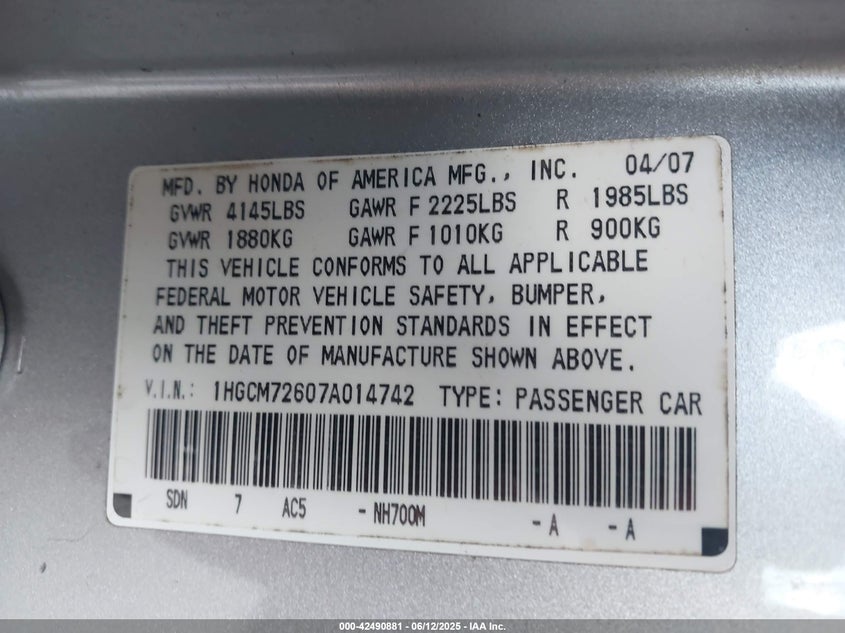 MFD. BY HONDA OF AMERICA MFG., INC. 04/07
GVWR 4145LBS GAWR F 2225LBS R 1985LBS
GVWR 1880KG GAWR F 1010KG R 900KG
THIS VEHICLE CONFORMS TO ALL APPLICABLE
FEDERAL MOTOR VEHICLE SAFETY, BUMPER,
AND THEFT PREVENTION STANDARDS IN EFFECT
ON THE DATE OF MANUFACTURE SHOWN ABOVE.
V.I.N.: 1HGCM72607A014742 TYPE: PASSENGER CAR
SDN 7 AC5 - NH700M - A - A
000-42490881 - 06/12/2025 - IAA Inc.